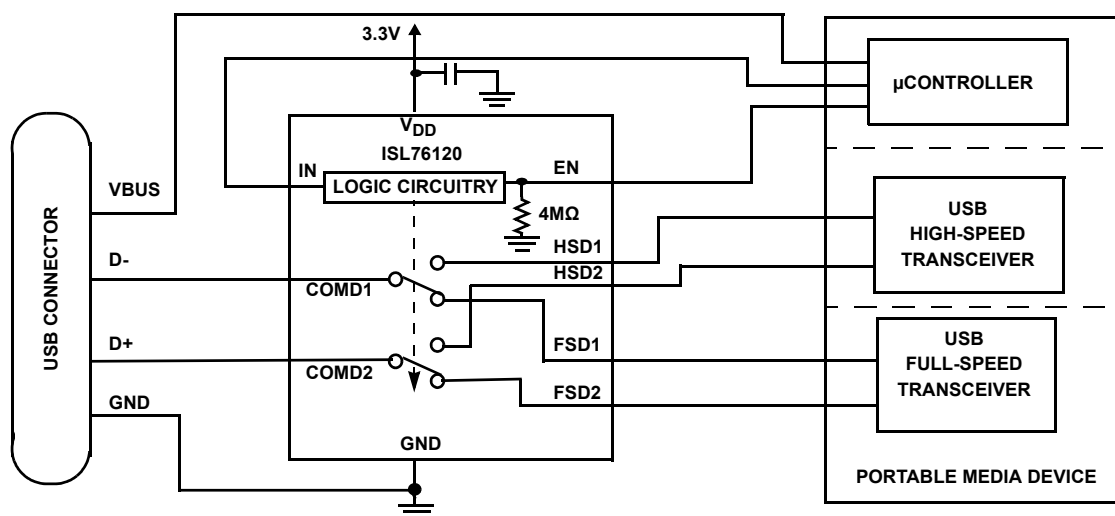 3.3V
µCONTROLLER
VDD
ISL76120
IN
EN
LOGIC CIRCUITRY
4MΩ
VBUS
USB CONNECTOR
D-
COMD1
HSD1
HSD2
USB
HIGH-SPEED
TRANSCEIVER
D+
COMD2
FSD1
FSD2
USB
FULL-SPEED
TRANSCEIVER
GND
GND
PORTABLE MEDIA DEVICE